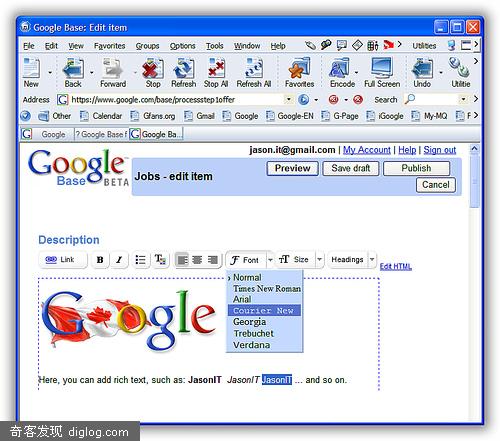 Google Base: Edit item
File Edit View Favorites Groups Options Tools Window Help Utilities
New Back Forward Stop Refresh Stop All Refresh All Favorites Encode Full Screen Undo Utilitie
Address https://www.google.com/base/processstep1offer Search
Other Calendar Gfans.org Gmail Google Google-EN G-Page iGoogle My-MQ F
Google ? Google Base f Google Ba...
jason.it@gmail.com | My Account | Help | Sign out
Google
Base BETA
Jobs - edit item
Preview Save draft Publish
Cancel
Description
Link B I Font Size Headings Edit HTML
Normal
Times New Roman
Arial
Courier New
Georgia
Trebuchet
Verdana
Google
Here, you can add rich text, such as: JasonIT JasonIT JasonIT ... and so on.
奇客发现 diglog.com